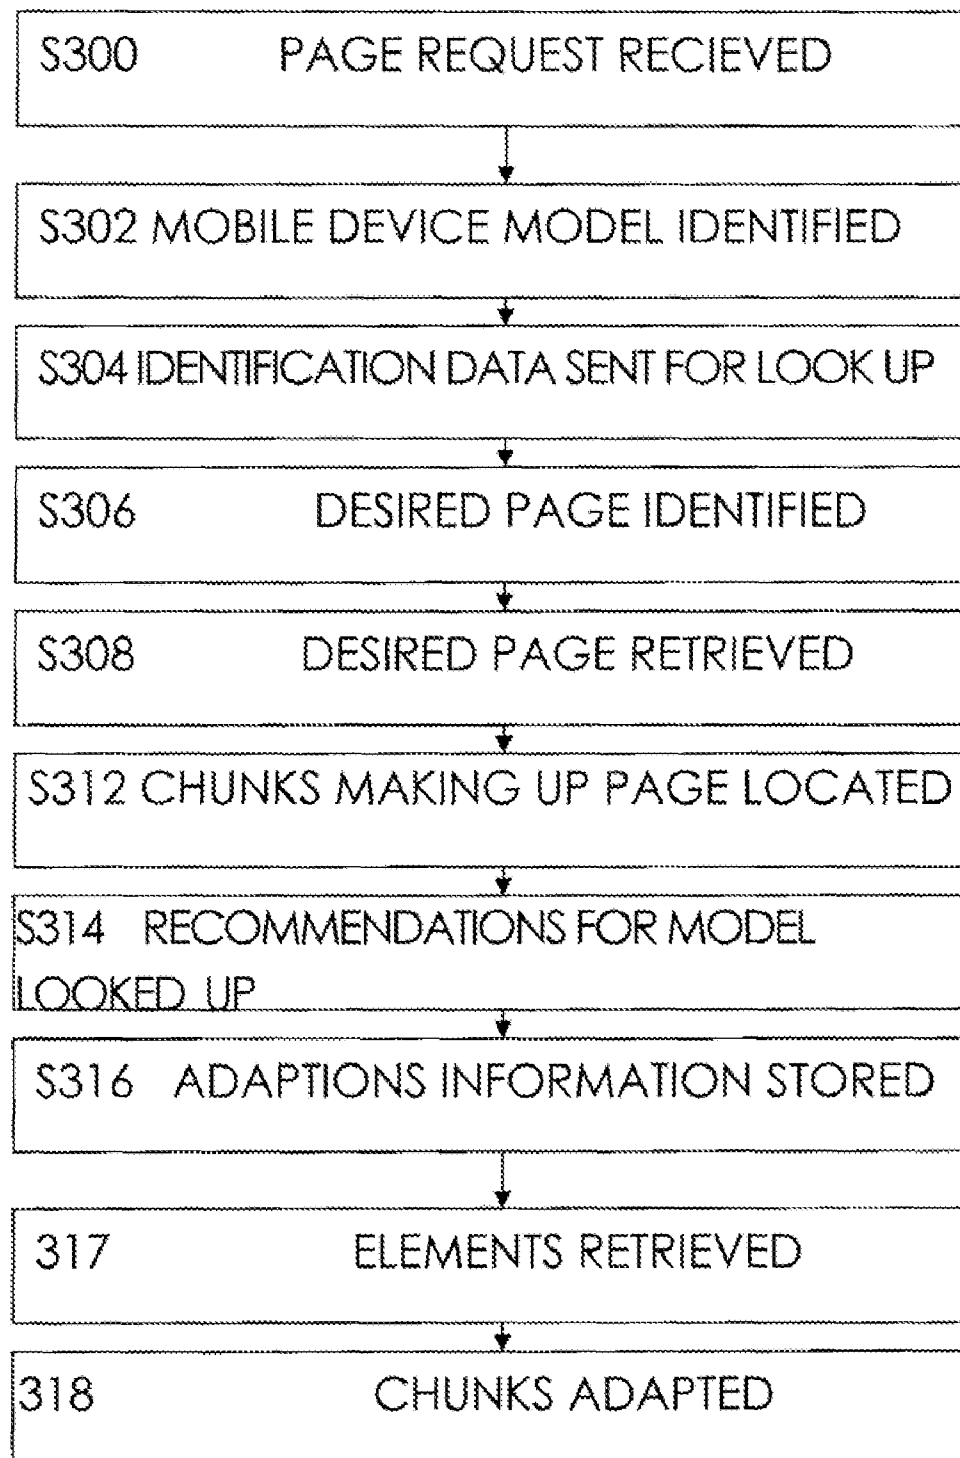 S300 PAGE REQUEST RECIEVED
S302 MOBILE DEVICE MODEL IDENTIFIED
S304 IDENTIFICATION DATA SENT FOR LOOK UP
S306 DESIRED PAGE IDENTIFIED
S308 DESIRED PAGE RETRIEVED
S312 CHUNKS MAKING UP PAGE LOCATED
S314 RECOMMENDATIONS FOR MODEL
LOOKED UP
S316 ADAPTIONS INFORMATION STORED
317 ELEMENTS RETRIEVED
318 CHUNKS ADAPTED